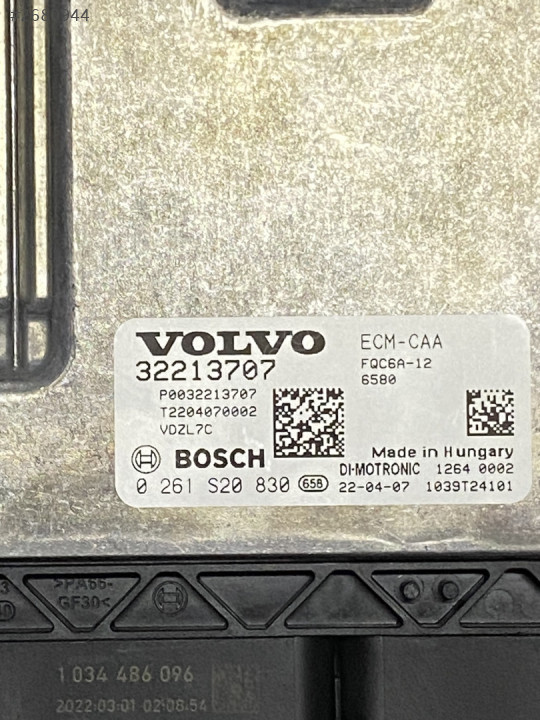 VOLVO
32213707
P0032213707
T2204070002
VDZL7C
ECM-CAA
FQC6A-12
6580
BOSCH
0 261 S20 830 658
Made in Hungary
DI-MOTRONIC 1264 0002
22-04-07 1039T24101
>PA66-
GF30<
1 034 486 096
2022-03-01 02:08:54